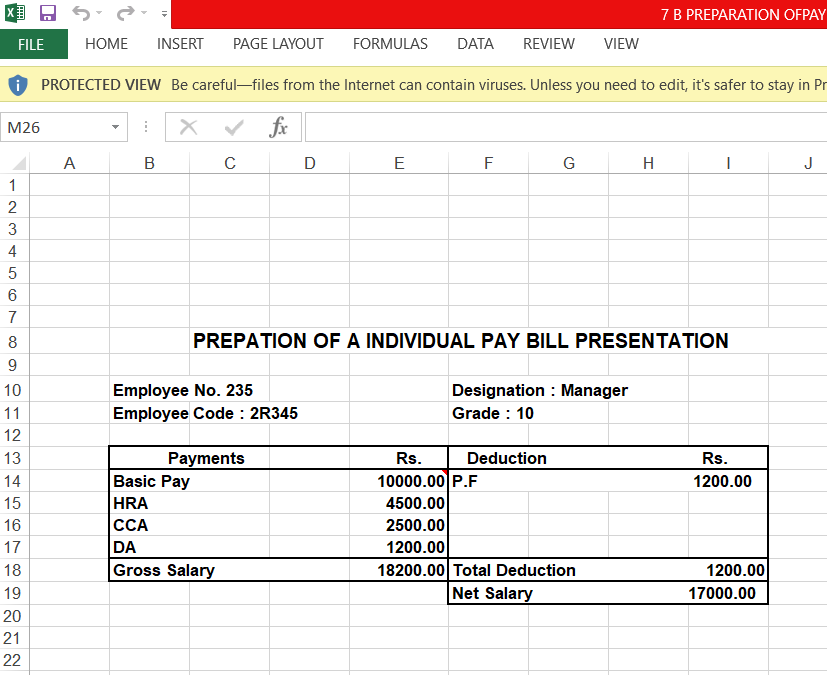 7 B PREPARATION OFPAY
FILE HOME INSERT PAGE LAYOUT FORMULAS DATA REVIEW VIEW
PROTECTED VIEW Be careful—files from the Internet can contain viruses. Unless you need to edit, it's safer to stay in Pr
M26 fx
A B C D E F G H I J
1
2
3
4
5
6
7
8 PREPATION OF A INDIVIDUAL PAY BILL PRESENTATION
9
10 Employee No. 235 Designation : Manager
11 Employee Code : 2R345 Grade : 10
12
13 Payments Rs. Deduction Rs.
14 Basic Pay 10000.00 P.F 1200.00
15 HRA 4500.00
16 CCA 2500.00
17 DA 1200.00
18 Gross Salary 18200.00 Total Deduction 1200.00
19 Net Salary 17000.00
20
21
22